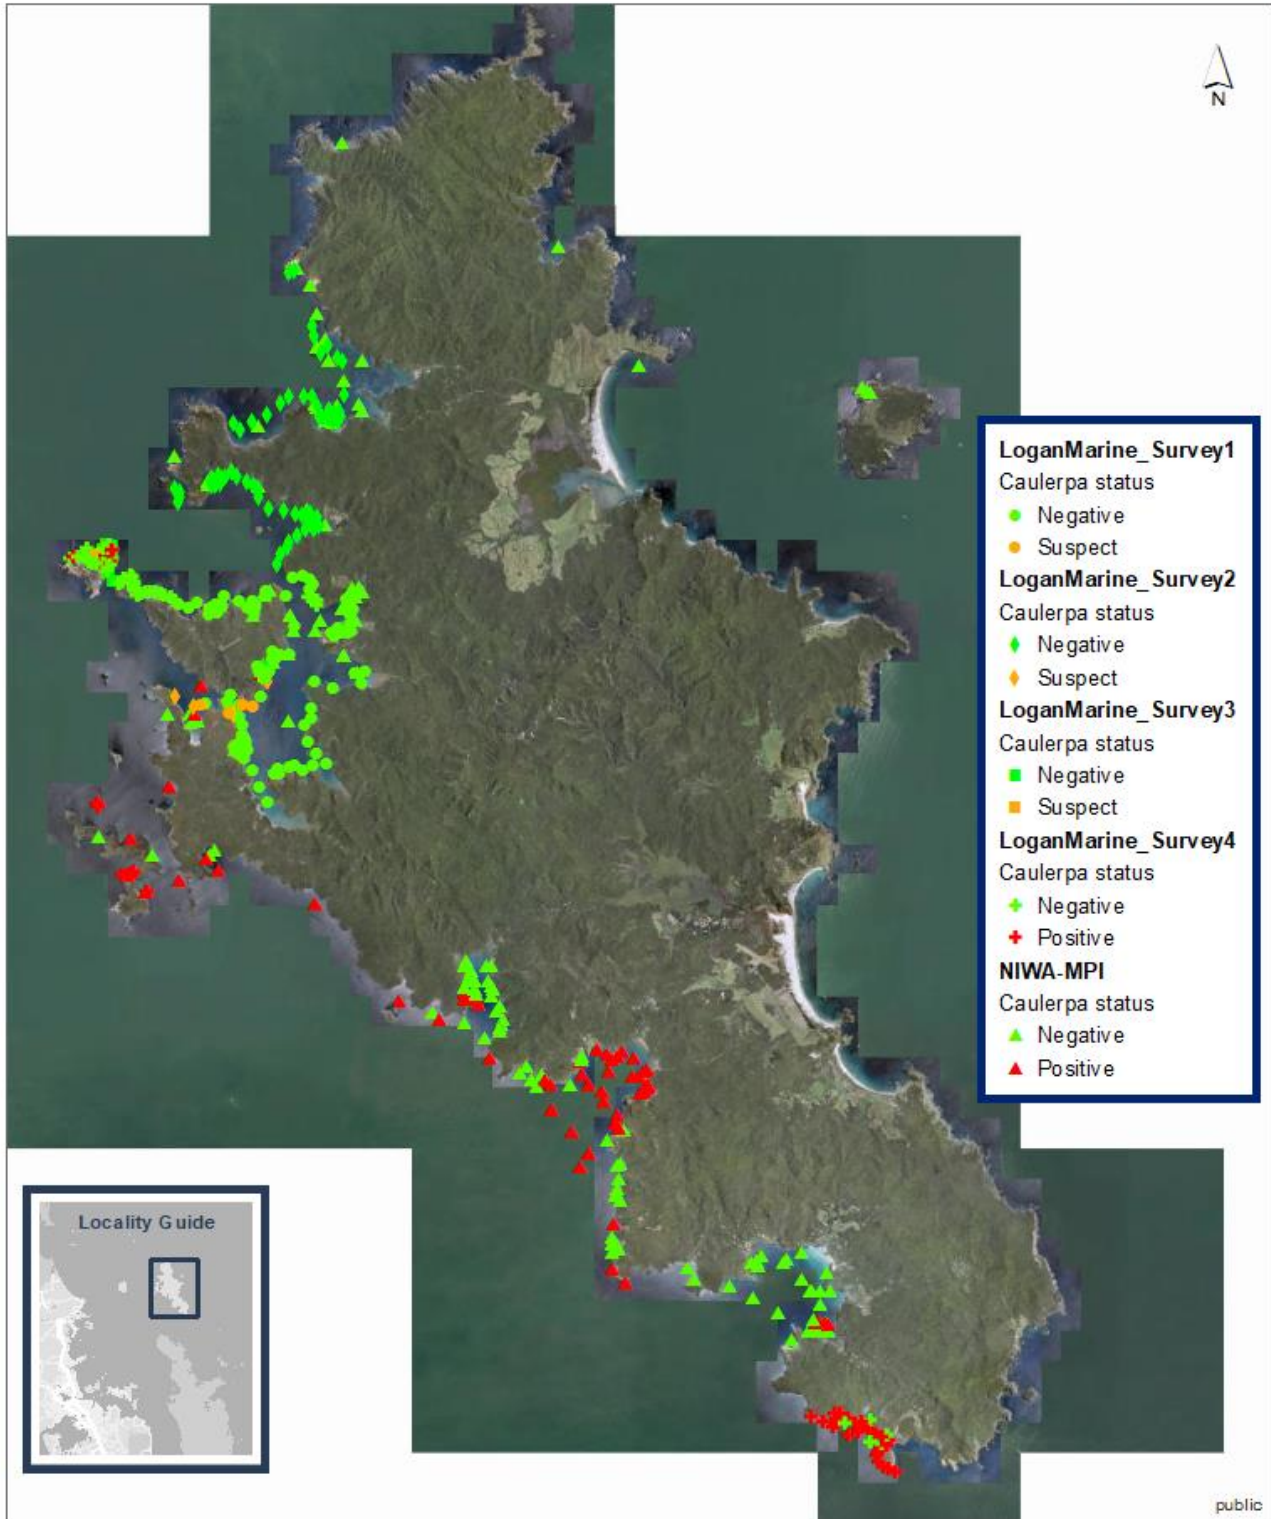 N
LoganMarine_Survey1
Caulerpa status
Negative
Suspect
LoganMarine_Survey2
Caulerpa status
Negative
Suspect
LoganMarine_Survey3
Caulerpa status
Negative
Suspect
LoganMarine_Survey4
Caulerpa status
Negative
Positive
NIWA-MPI
Caulerpa status
Negative
Positive
Locality Guide
public